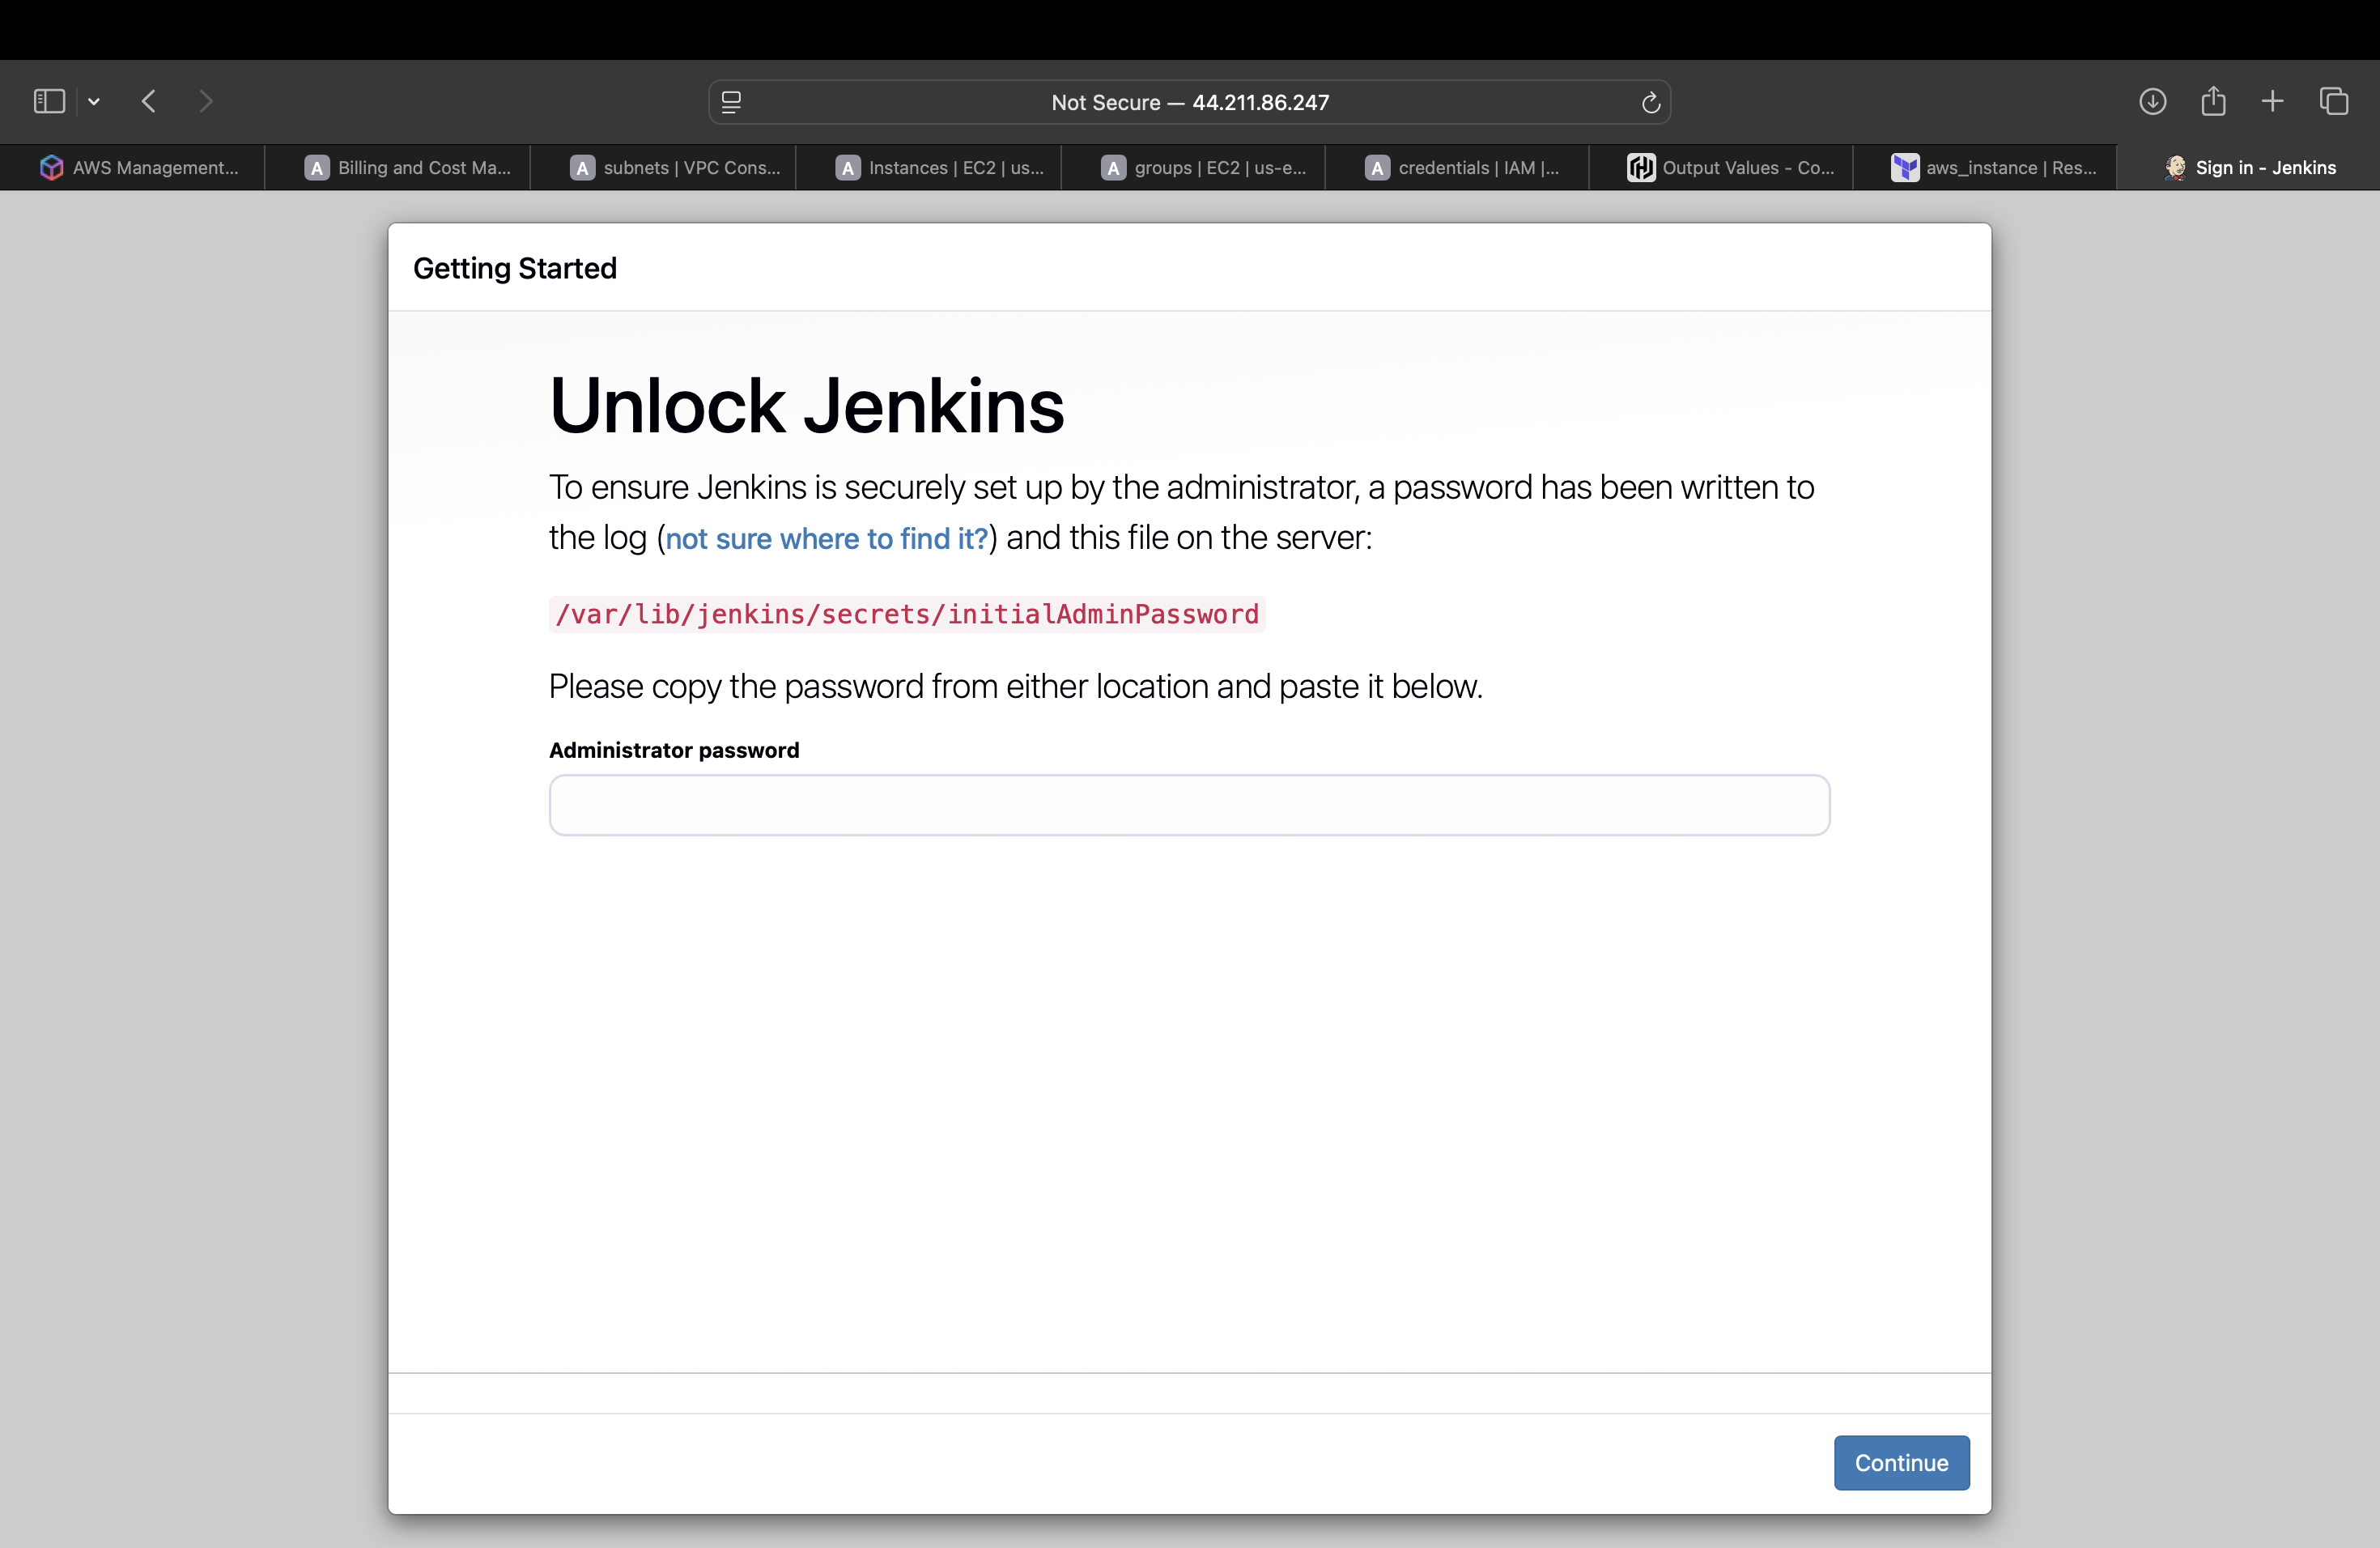 Not Secure — 44.211.86.247
AWS Management...
Billing and Cost Ma...
subnets | VPC Cons...
Instances | EC2 | us...
groups | EC2 | us-e...
credentials | IAM |...
Output Values - Co...
aws_instance | Res...
Sign in - Jenkins
Getting Started
Unlock Jenkins
To ensure Jenkins is securely set up by the administrator, a password has been written to
the log (not sure where to find it?) and this file on the server:
/var/lib/jenkins/secrets/initialAdminPassword
Please copy the password from either location and paste it below.
Administrator password
Continue